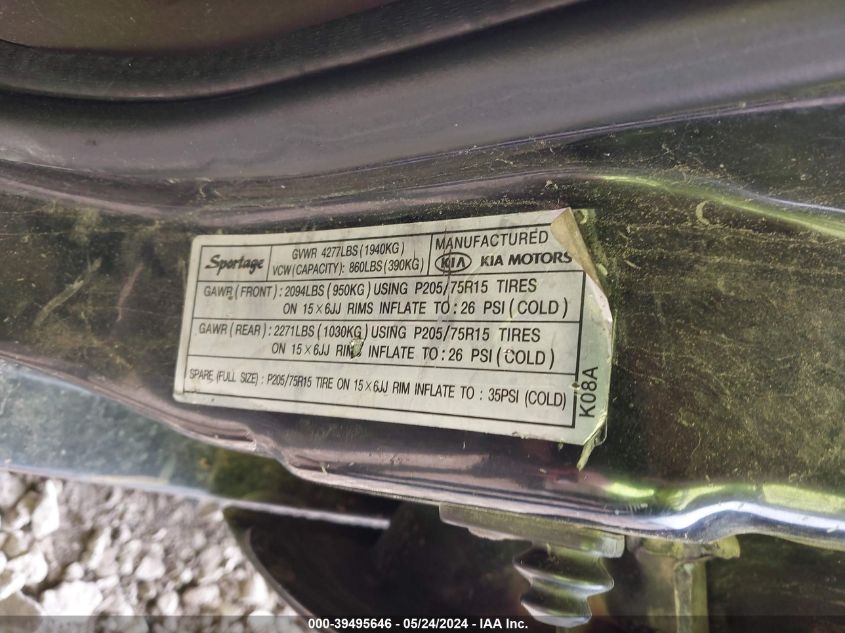 Sportage
GVWR 4277LBS(1940KG)
VCW(CAPACITY): 860LBS(390KG)
MANUFACTURED
KIA KIA MOTORS
GAWR(FRONT): 2094LBS(950KG)USING P205/75R15 TIRES
ON 15×6JJ RIMS INFLATE TO: 26 PSI(COLD)
GAWR(REAR): 2271LBS(1030KG)USING P205/75R15 TIRES
ON 15×6JJ RIMS INFLATE TO: 26 PSI(COLD)
SPARE (FULL SIZE): P205/75R15 TIRE ON 15×6JJ RIM INFLATE TO : 35PSI(COLD)
K08A
000-39495646 / 05/24/2024 - IAA Inc.